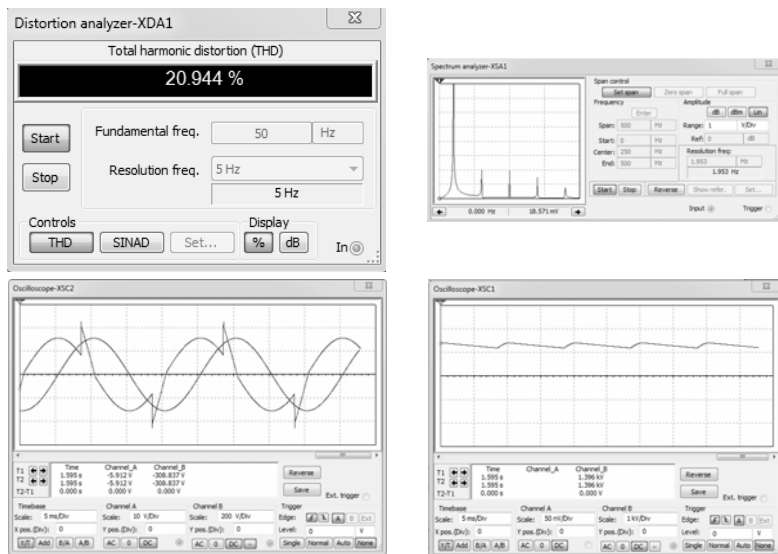 Distortion analyzer-XDA1
Total harmonic distortion (THD)
20.944 %
Start
Stop
Fundamental freq. 50 Hz
Resolution freq. 5 Hz
5 Hz
Controls
THD SINAD Set...
Display
% dB
In
Spectrum analyzer-XSA1
Span control
Set span Zero span Full span
Frequency
Enter
Span: 500 Hz
Start: 0 Hz
Center: 250 Hz
End: 500 Hz
Amplitude
dB dBm Lin
Range: 1 V/Div
Ref: 0 dB
Resolution freq:
1.953 Hz
1.953 Hz
Start Stop Reverse Show refer. Set...
0.000 Hz 18.571 mV
Input Trigger
Oscilloscope-XSC2
Time Channel_A Channel_B
T1 1.595 s -5.912 V -308.837 V
T2 1.595 s -5.912 V -308.837 V
T2-T1 0.000 s 0.000 V 0.000 V
Reverse
Save
Ext. trigger
Timebase
Scale: 5 ms/Div
X pos.(Div): 0
Y/T Add B/A A/B
Channel A
Scale: 10 V/Div
Y pos.(Div): 0
AC 0 DC
Channel B
Scale: 200 V/Div
Y pos.(Div): 0
AC 0 DC -
Trigger
Edge: A B Ext
Level: 0 V
Single Normal Auto None
Oscilloscope-XSC1
Time Channel_A Channel_B
T1 1.595 s 1.396 kV
T2 1.595 s 1.396 kV
T2-T1 0.000 s 0.000 V
Reverse
Save
Ext. trigger
Timebase
Scale: 5 ms/Div
X pos.(Div): 0
Y/T Add B/A A/B
Channel A
Scale: 50 mV/Div
Y pos.(Div): 0
AC 0 DC
Channel B
Scale: 1 kV/Div
Y pos.(Div): 0
AC 0 DC -
Trigger
Edge: A B Ext
Level: 0 V
Single Normal Auto None